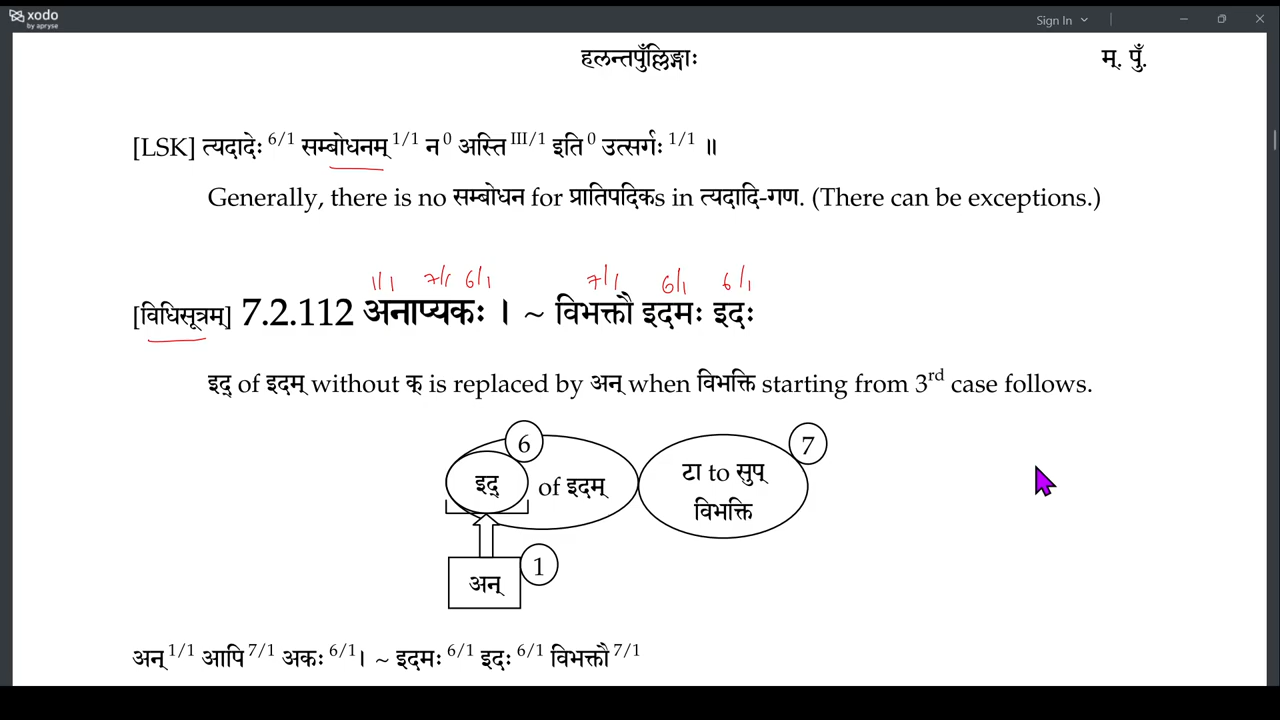 xodo
by apryse
Sign In
हलन्तपुँल्लिङ्गाः
म्. पुँ.
[LSK] त्यदादेः 6/1 सम्बोधनम् 1/1 न 0 अस्ति III/1 इति 0 उत्सर्गः 1/1 ॥
Generally, there is no सम्बोधन for प्रातिपदिकs in त्यदादि-गण. (There can be exceptions.)
1/1 7/1 6/1 7/1 6/1 6/1
[विधिसूत्रम्] 7.2.112 अनाप्यकः । ~ विभक्तौ इदमः इदः
इद् of इदम् without क् is replaced by अन् when विभक्ति starting from 3rd case follows.
6
7
इद् of इदम्
टा to सुप्
विभक्ति
1
अन्
अन् 1/1 आपि 7/1 अकः 6/1। ~ इदमः 6/1 इदः 6/1 विभक्तौ 7/1